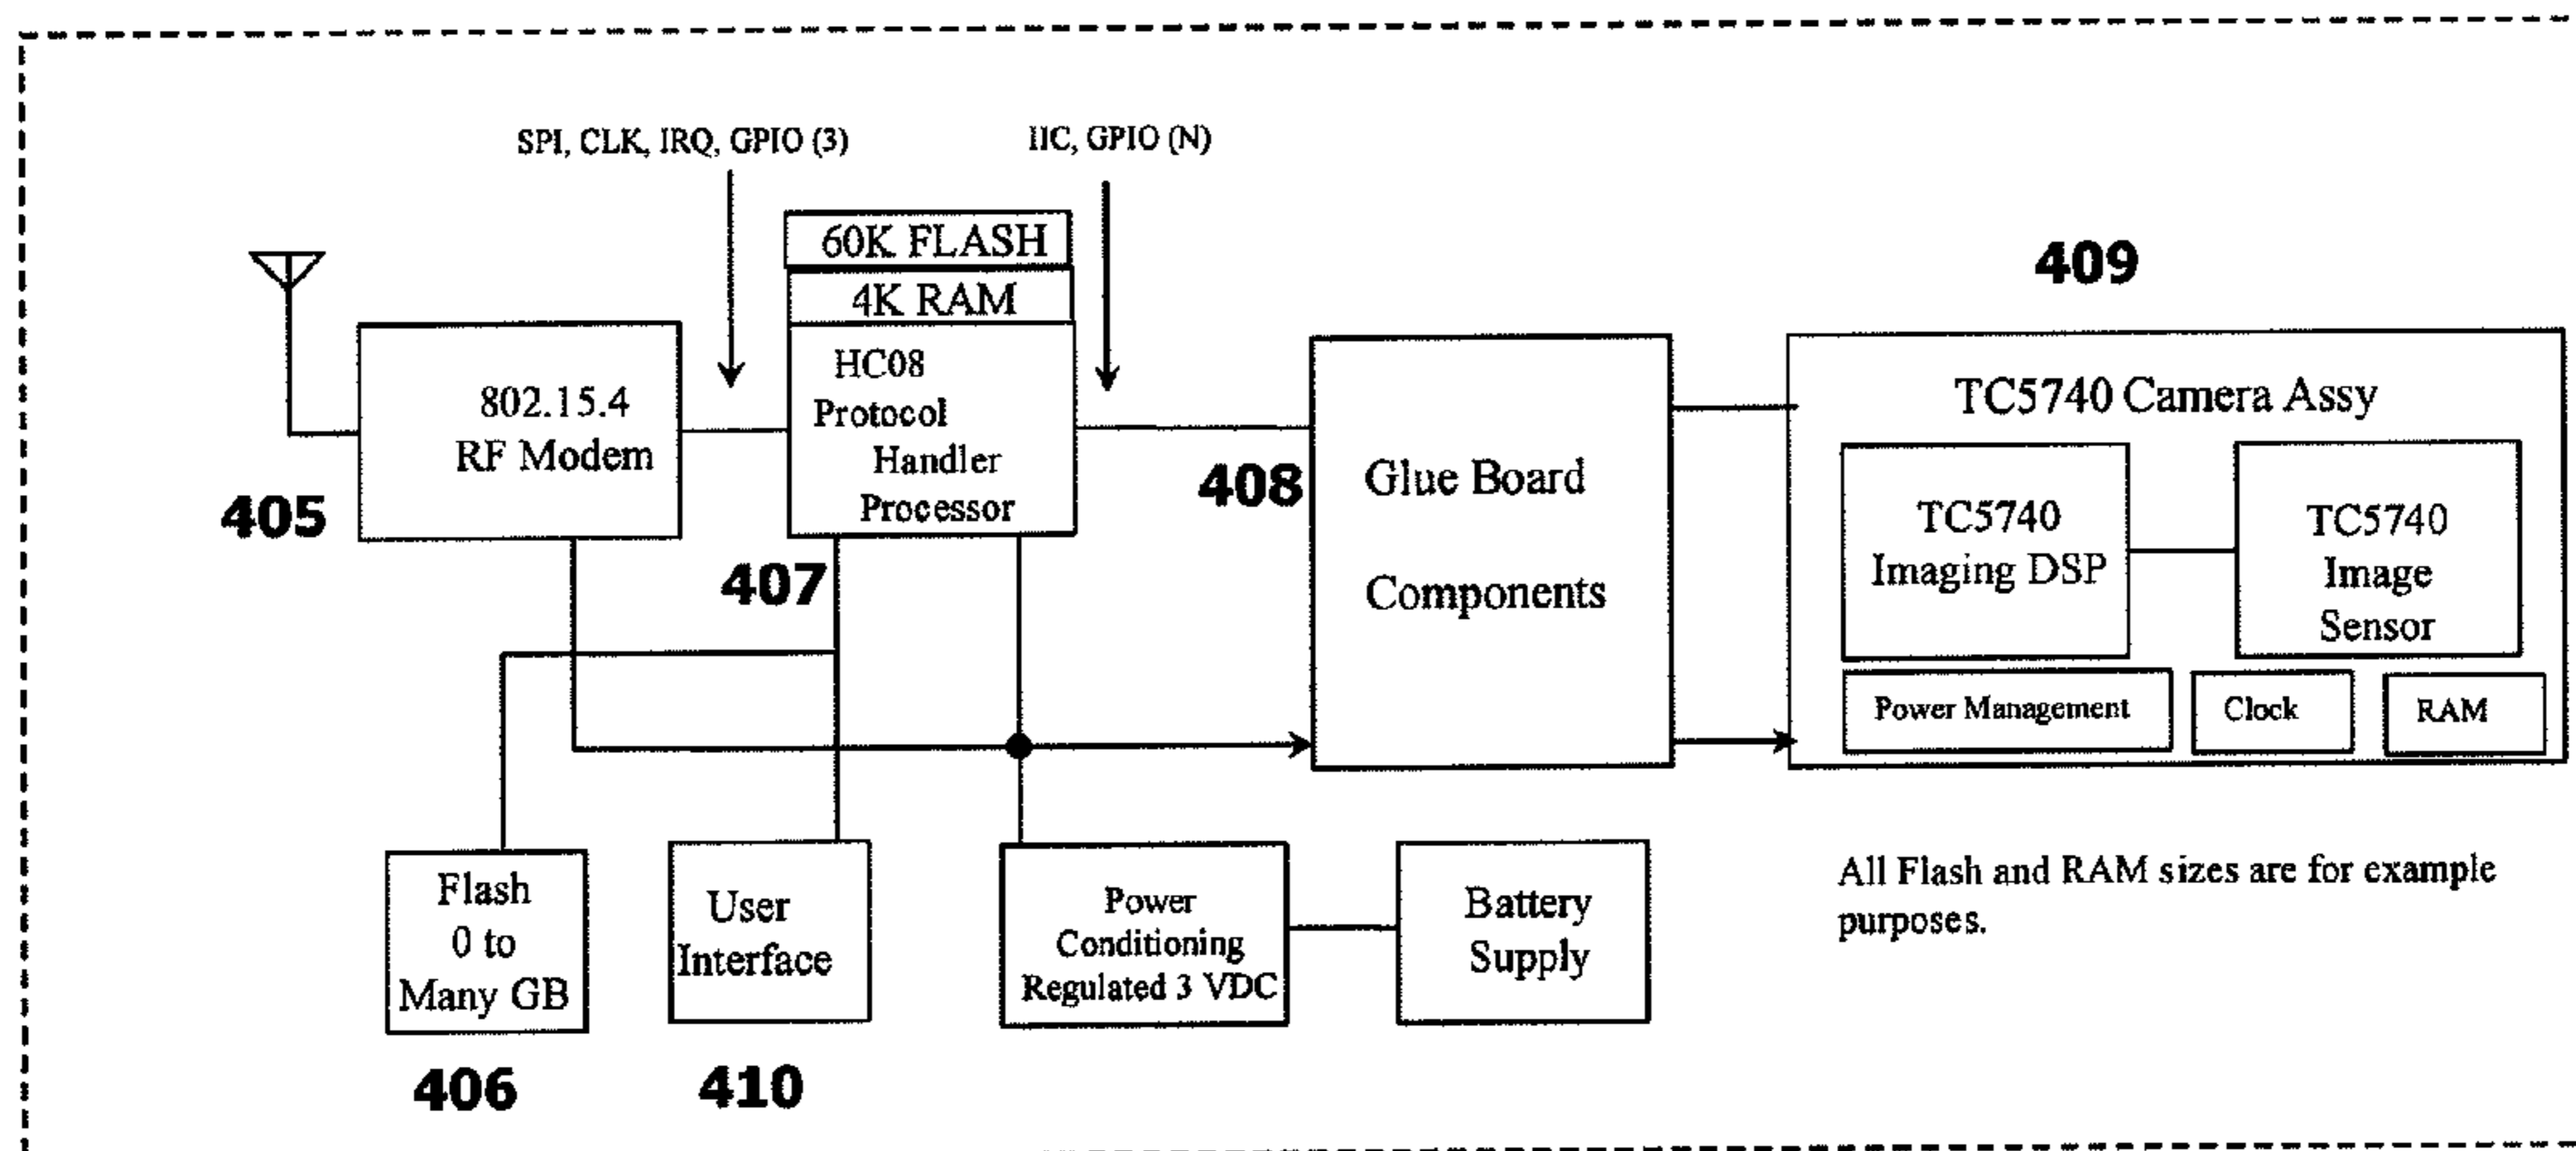 SPI, CLK, IRQ, GPIO (3)
IIC, GPIO (N)
60K FLASH
4K RAM
HC08
Protocol
Handler
Processor
802.15.4
RF Modem
405
407
408
Glue Board
Components
409
TC5740 Camera Assy
TC5740
Imaging DSP
TC5740
Image
Sensor
Power Management
Clock
RAM
Flash
0 to
Many GB
406
User
Interface
410
Power
Conditioning
Regulated 3 VDC
Battery
Supply
All Flash and RAM sizes are for example
purposes.